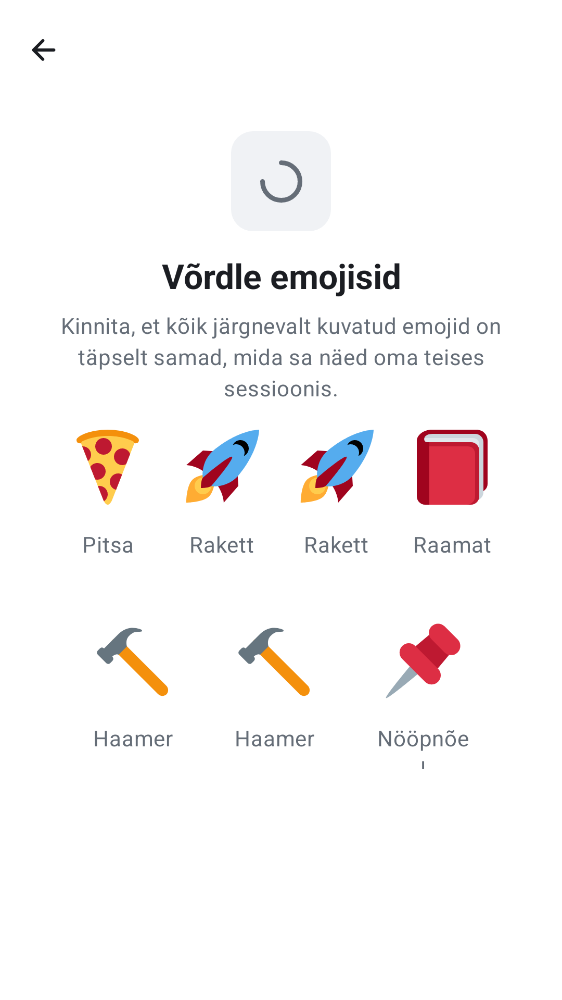 Võrdle emojisid
Kinnita, et kõik järgnevalt kuvatud emojid on
täpselt samad, mida sa näed oma teises
sessioonis.
Pitsa Rakett Rakett Raamat
Haamer Haamer Nööpnõe